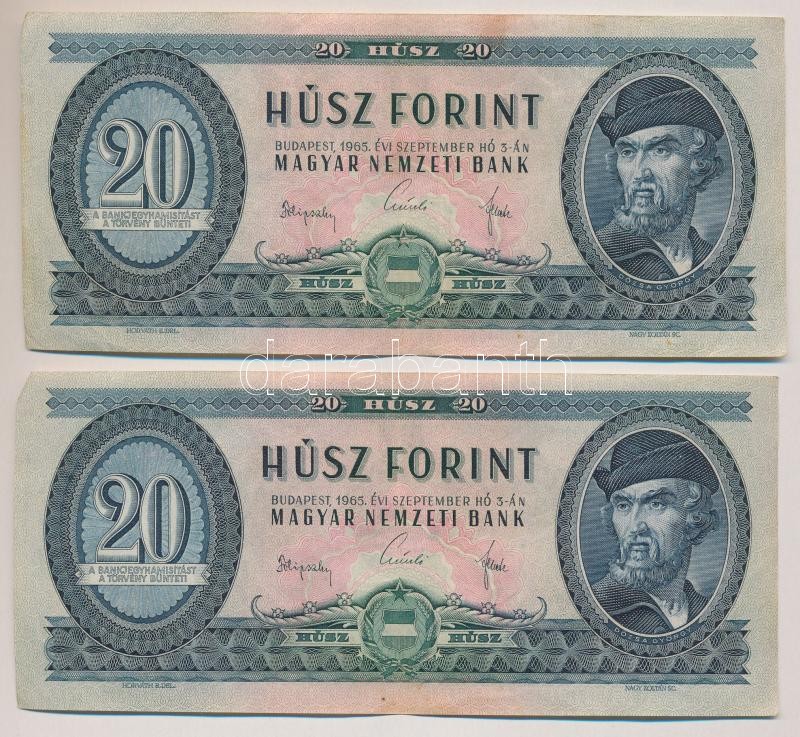 20 HÚSZ 20
HÚSZ FORINT
BUDAPEST, 1965. ÉVI SZEPTEMBER HÓ 3-ÁN
MAGYAR NEMZETI BANK
20
A BANKJEGYHAMISÍTÁST
A TÖRVÉNY BÜNTETI
DÓZSA GYÖRGY
HÚSZ HÚSZ
HORVÁTH E. DEL. NAGY ZOLTÁN SC.
darabanth
20 HÚSZ 20
HÚSZ FORINT
BUDAPEST, 1965. ÉVI SZEPTEMBER HÓ 3-ÁN
MAGYAR NEMZETI BANK
20
A BANKJEGYHAMISÍTÁST
A TÖRVÉNY BÜNTETI
DÓZSA GYÖRGY
HÚSZ HÚSZ
HORVÁTH E. DEL. NAGY ZOLTÁN SC.